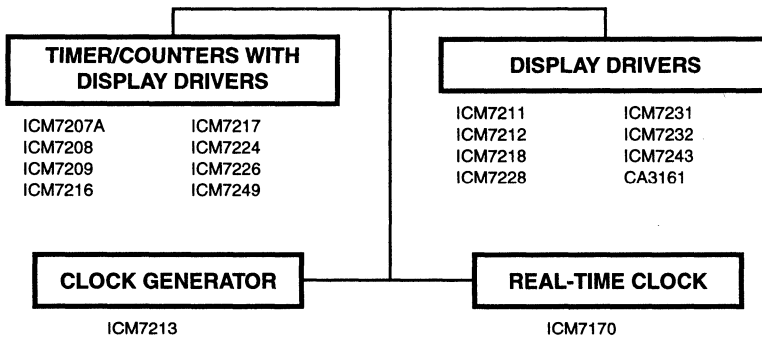 TIMER/COUNTERS WITH
DISPLAY DRIVERS
ICM7207A ICM7217
ICM7208 ICM7224
ICM7209 ICM7226
ICM7216 ICM7249
DISPLAY DRIVERS
ICM7211 ICM7231
ICM7212 ICM7232
ICM7218 ICM7243
ICM7228 CA3161
CLOCK GENERATOR
ICM7213
REAL-TIME CLOCK
ICM7170